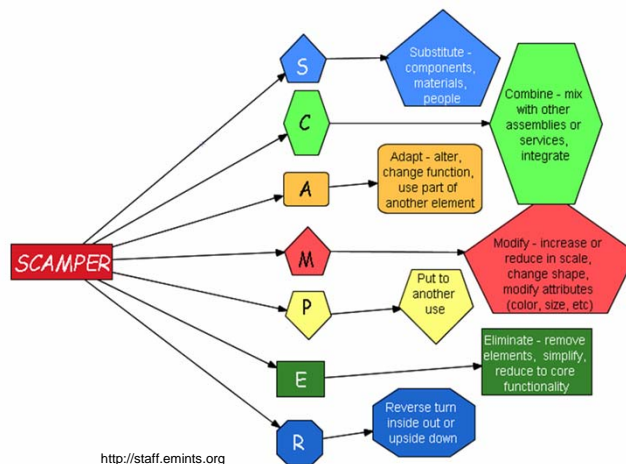 SCAMPER
S
Substitute -
components,
materials,
people
C
Combine - mix
with other
assemblies or
services,
integrate
A
Adapt - alter,
change function,
use part of
another element
M
Modify - increase or
reduce in scale,
change shape,
modify attributes
(color, size, etc)
P
Put to
another
use
E
Eliminate - remove
elements, simplify,
reduce to core
functionality
R
Reverse turn
inside out or
upside down
http://staff.emints.org